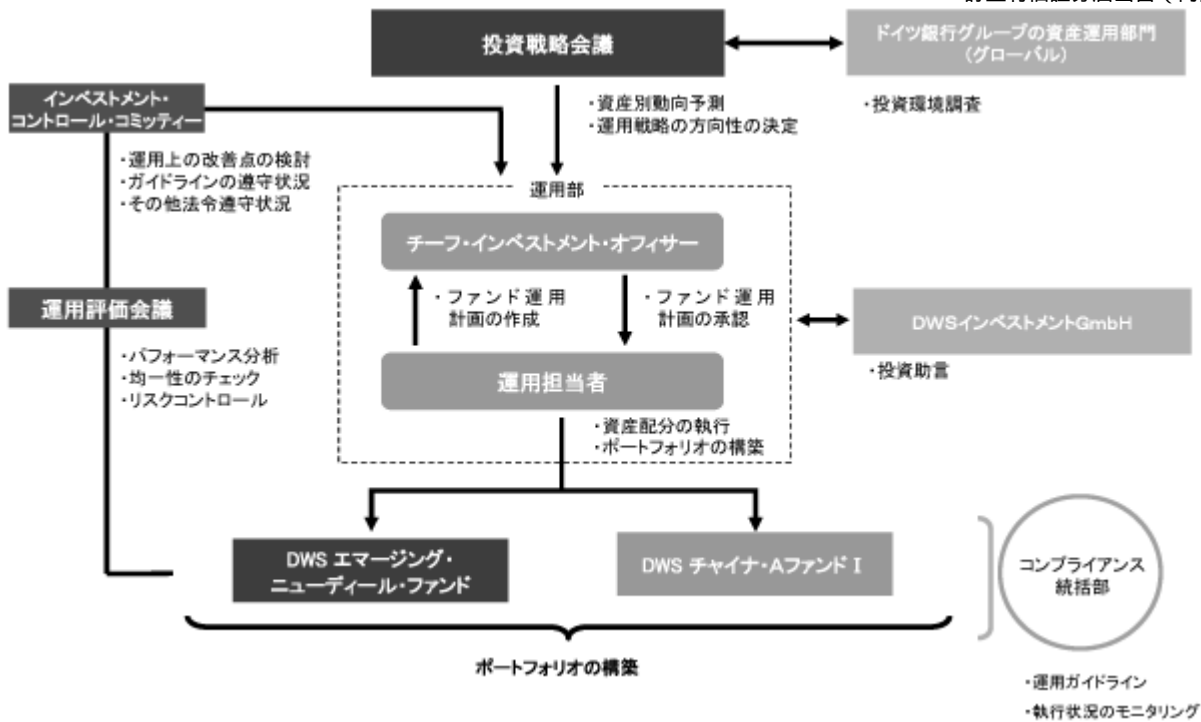 投資戦略会議
ドイツ銀行グループの資産運用部門
(グローバル)
・資産別動向予測
・運用戦略の方向性の決定
・投資環境調査
インベストメント・
コントロール・コミッティー
・運用上の改善点の検討
・ガイドラインの遵守状況
・その他法令遵守状況
運用部
チーフ・インベストメント・オフィサー
・ファンド運用
計画の作成
・ファンド運用
計画の承認
運用評価会議
・パフォーマンス分析
・均一性のチェック
・リスクコントロール
DWSインベストメントGmbH
・投資助言
運用担当者
・資産配分の執行
・ポートフォリオの構築
DWS エマージング・
ニューディール・ファンド
DWS チャイナ・Aファンド I
コンプライアンス
統括部
ポートフォリオの構築
・運用ガイドライン
・執行状況のモニタリング